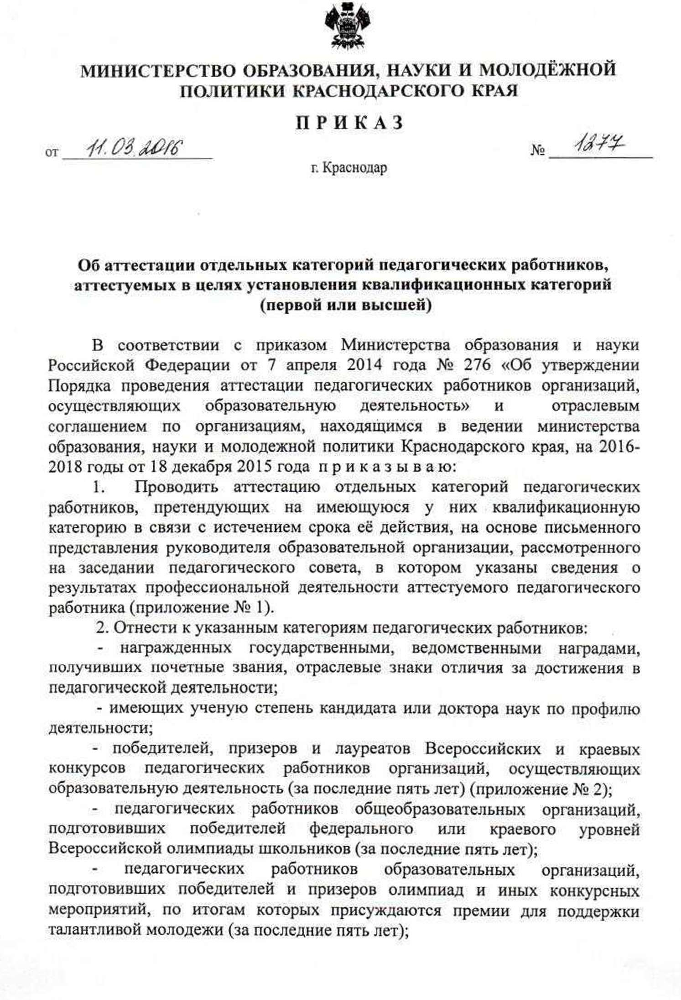 МИНИСТЕРСТВО ОБРАЗОВАНИЯ, НАУКИ И МОЛОДЁЖНОЙ
ПОЛИТИКИ КРАСНОДАРСКОГО КРАЯ
П Р И К А З
от 11.03.2016 № 1277
г. Краснодар
Об аттестации отдельных категорий педагогических работников,
аттестуемых в целях установления квалификационных категорий
(первой или высшей)
В соответствии с приказом Министерства образования и науки
Российской Федерации от 7 апреля 2014 года № 276 «Об утверждении
Порядка проведения аттестации педагогических работников организаций,
осуществляющих образовательную деятельность» и отраслевым
соглашением по организациям, находящимся в ведении министерства
образования, науки и молодежной политики Краснодарского края, на 2016-
2018 годы от 18 декабря 2015 года п р и к а з ы в а ю:
1. Проводить аттестацию отдельных категорий педагогических
работников, претендующих на имеющуюся у них квалификационную
категорию в связи с истечением срока её действия, на основе письменного
представления руководителя образовательной организации, рассмотренного
на заседании педагогического совета, в котором указаны сведения о
результатах профессиональной деятельности аттестуемого педагогического
работника (приложение № 1).
2. Отнести к указанным категориям педагогических работников:
- награжденных государственными, ведомственными наградами,
получивших почетные звания, отраслевые знаки отличия за достижения в
педагогической деятельности;
- имеющих ученую степень кандидата или доктора наук по профилю
деятельности;
- победителей, призеров и лауреатов Всероссийских и краевых
конкурсов педагогических работников организаций, осуществляющих
образовательную деятельность (за последние пять лет) (приложение № 2);
- педагогических работников общеобразовательных организаций,
подготовивших победителей федерального или краевого уровней
Всероссийской олимпиады школьников (за последние пять лет);
- педагогических работников образовательных организаций,
подготовивших победителей и призеров олимпиад и иных конкурсных
мероприятий, по итогам которых присуждаются премии для поддержки
талантливой молодежи (за последние пять лет);